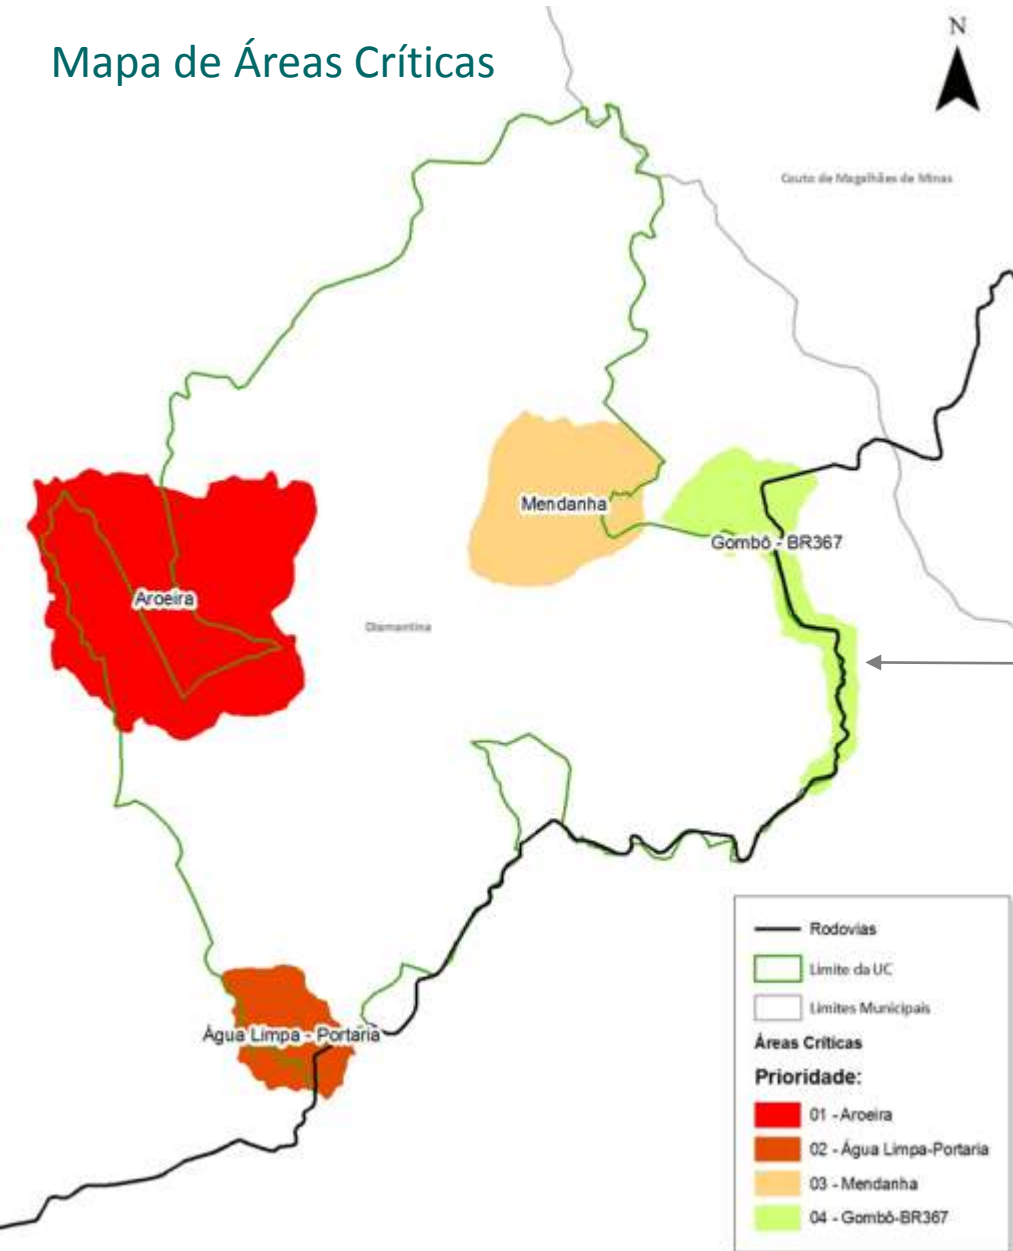 Mapa de Áreas Críticas
N
Couto de Magalhães de Minas
Mendanha
Gombô - BR367
Aroeira
Diamantina
Água Limpa - Portaria
Rodovias
Limite da UC
Limites Municipais
Áreas Críticas
Prioridade:
01 - Aroeira
02 - Água Limpa-Portaria
03 - Mendanha
04 - Gombô-BR367